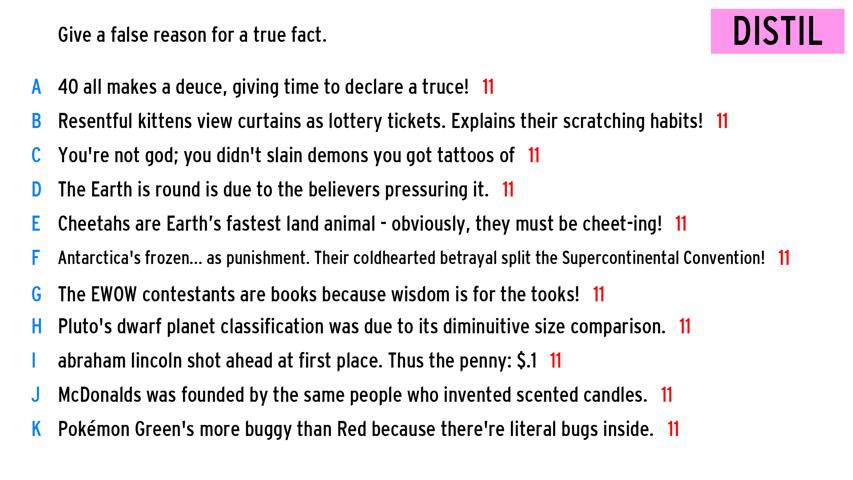 Give a false reason for a true fact.
DISTIL
A 40 all makes a deuce, giving time to declare a truce! 11
B Resentful kittens view curtains as lottery tickets. Explains their scratching habits! 11
C You're not god; you didn't slain demons you got tattoos of 11
D The Earth is round is due to the believers pressuring it. 11
E Cheetahs are Earth’s fastest land animal - obviously, they must be cheet-ing! 11
F Antarctica's frozen... as punishment. Their coldhearted betrayal split the Supercontinental Convention! 11
G The EWOW contestants are books because wisdom is for the tooks! 11
H Pluto's dwarf planet classification was due to its diminuitive size comparison. 11
I abraham lincoln shot ahead at first place. Thus the penny: $.1 11
J McDonalds was founded by the same people who invented scented candles. 11
K Pokémon Green's more buggy than Red because there're literal bugs inside. 11